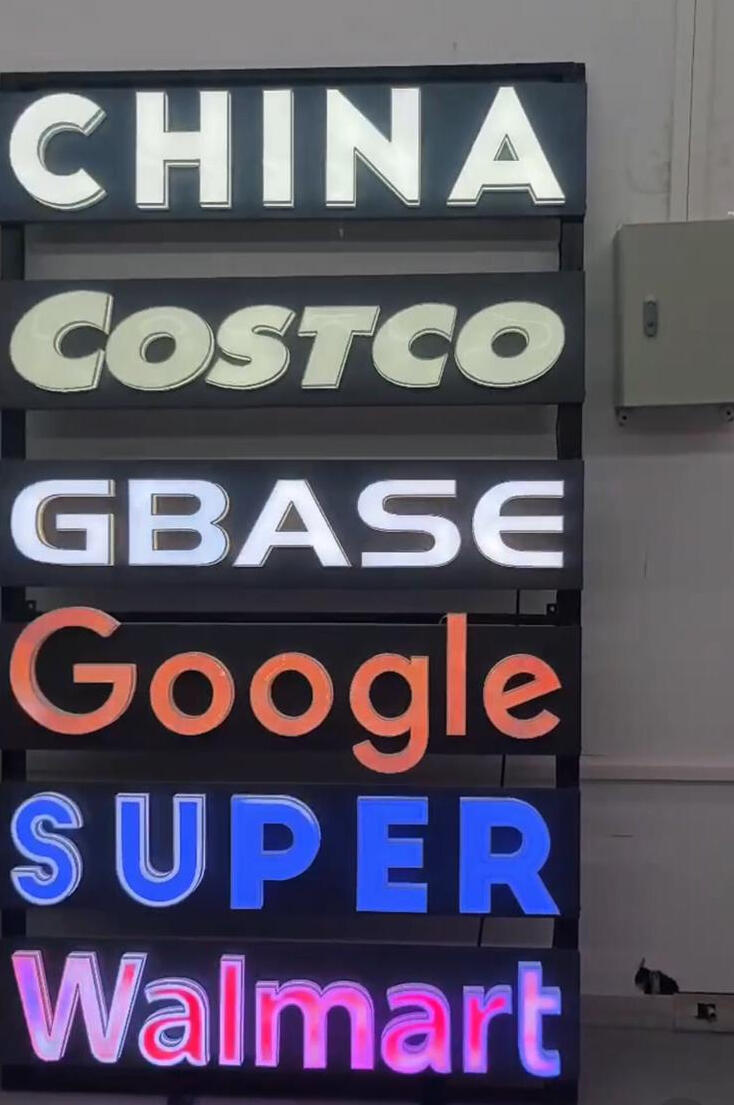 CHINA
COSTCO
GBASE
Google
SUPER
Walmart